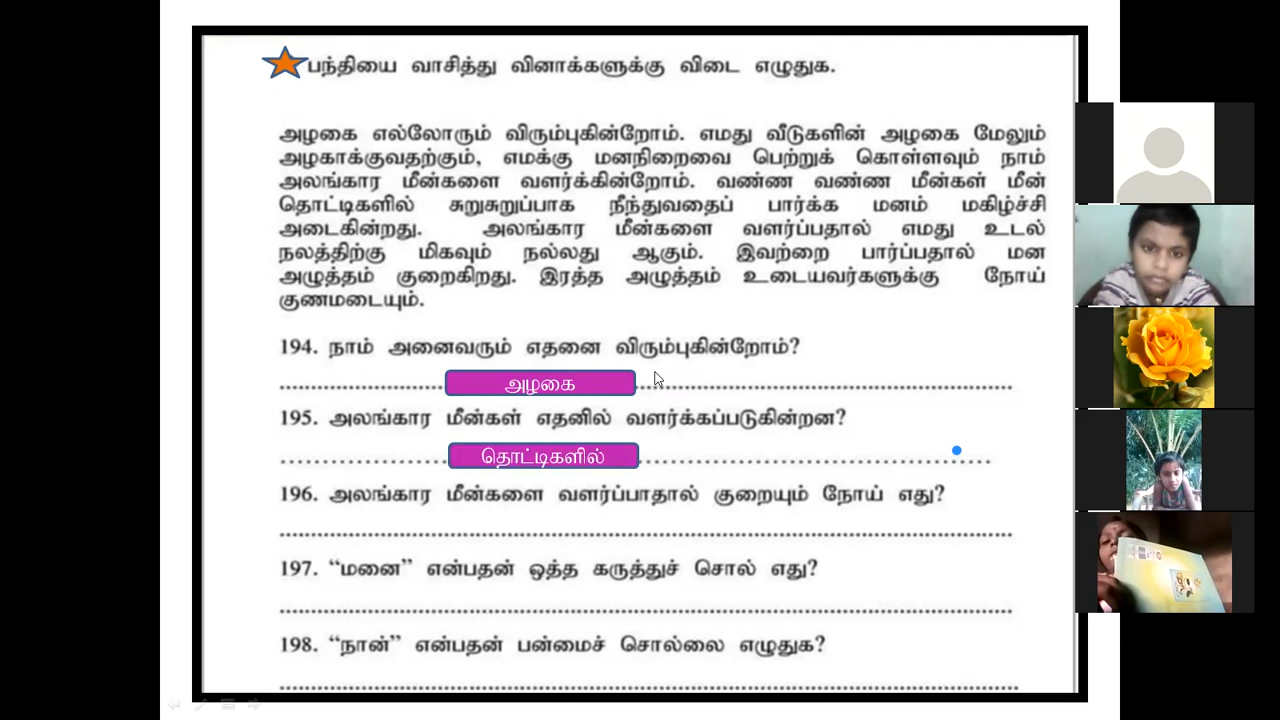 பந்தியை வாசித்து வினாக்களுக்கு விடை எழுதுக.
அழகை எல்லோரும் விரும்புகின்றோம். எமது வீடுகளின் அழகை மேலும்
அழகாக்குவதற்கும், எமக்கு மனநிறைவை பெற்றுக் கொள்ளவும் நாம்
அலங்கார மீன்களை வளர்க்கின்றோம். வண்ண வண்ண மீன்கள் மீன்
தொட்டிகளில் சுறுசுறுப்பாக நீந்துவதைப் பார்க்க மனம் மகிழ்ச்சி
அடைகின்றது. அலங்கார மீன்களை வளர்ப்பதால் எமது உடல்
நலத்திற்கு மிகவும் நல்லது ஆகும். இவற்றை பார்ப்பதால் மன
அழுத்தம் குறைகிறது. இரத்த அழுத்தம் உடையவர்களுக்கு நோய்
குணமடையும்.
194. நாம் அனைவரும் எதனை விரும்புகின்றோம்?
அழகை
195. அலங்கார மீன்கள் எதனில் வளர்க்கப்படுகின்றன?
தொட்டிகளில்
196. அலங்கார மீன்களை வளர்ப்பாதால் குறையும் நோய் எது?
197. “மனை” என்பதன் ஒத்த கருத்துச் சொல் எது?
198. “நான்” என்பதன் பன்மைச் சொல்லை எழுதுக?